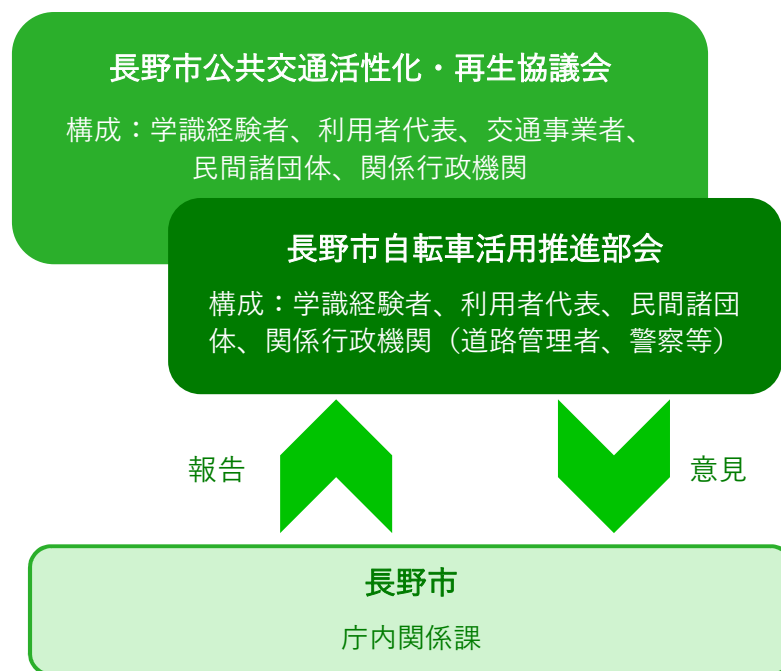 長野市公共交通活性化・再生協議会
構成：学識経験者、利用者代表、交通事業者、
民間諸団体、関係行政機関
長野市自転車活用推進部会
構成：学識経験者、利用者代表、民間諸団
体、関係行政機関（道路管理者、警察等）
報告
意見
長野市
庁内関係課